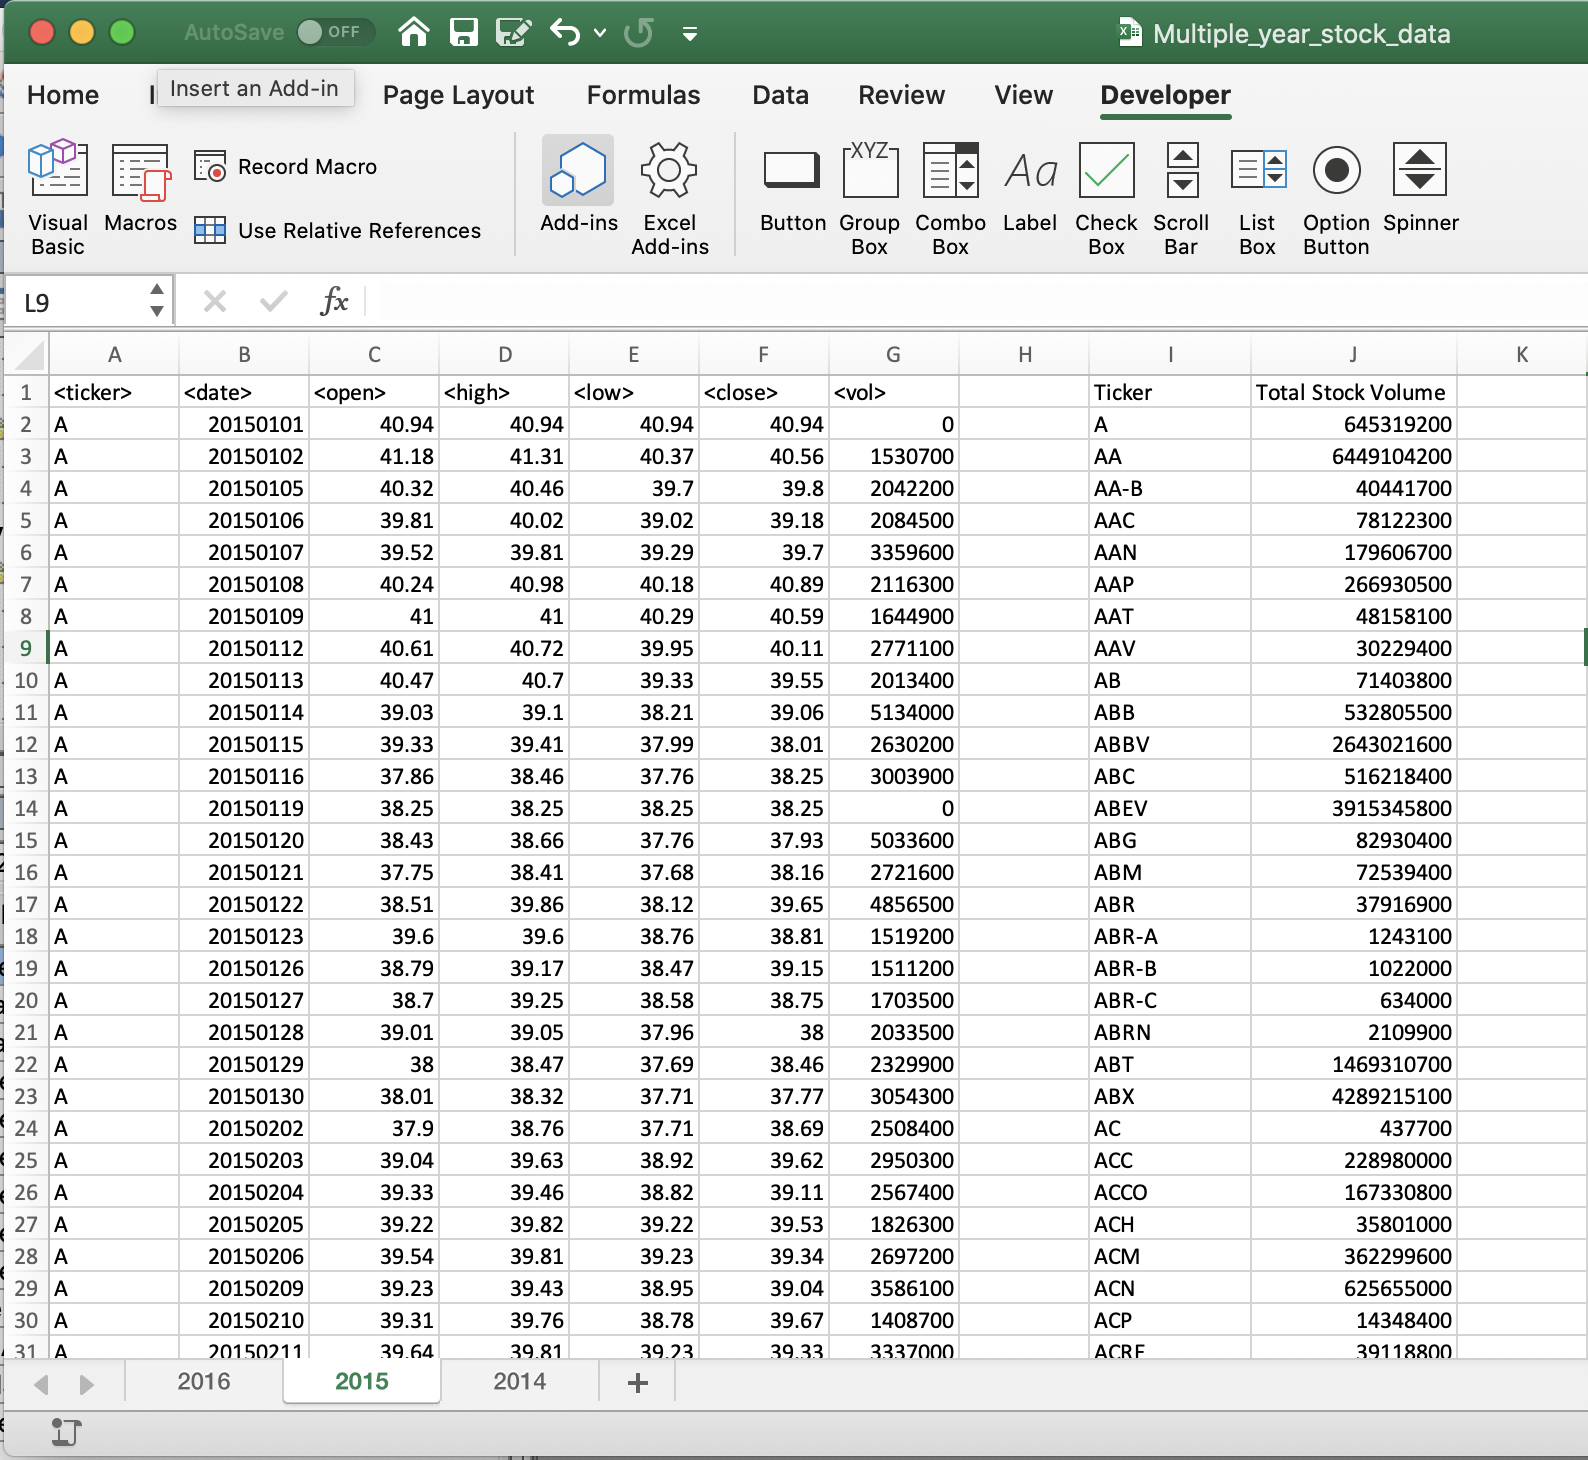 AutoSave OFF Multiple_year_stock_data
Home Insert an Add-in Page Layout Formulas Data Review View Developer
Record Macro
Use Relative References
Visual Basic Macros Add-ins Excel Add-ins Button Group Box Combo Box Label Check Box Scroll Bar List Box Option Button Spinner
XYZ Aa
L9 fx
A B C D E F G H I J K
1 <ticker> <date> <open> <high> <low> <close> <vol> Ticker Total Stock Volume
2 A 20150101 40.94 40.94 40.94 40.94 0 A 645319200
3 A 20150102 41.18 41.31 40.37 40.56 1530700 AA 6449104200
4 A 20150105 40.32 40.46 39.7 39.8 2042200 AA-B 40441700
5 A 20150106 39.81 40.02 39.02 39.18 2084500 AAC 78122300
6 A 20150107 39.52 39.81 39.29 39.7 3359600 AAN 179606700
7 A 20150108 40.24 40.98 40.18 40.89 2116300 AAP 266930500
8 A 20150109 41 41 40.29 40.59 1644900 AAT 48158100
9 A 20150112 40.61 40.72 39.95 40.11 2771100 AAV 30229400
10 A 20150113 40.47 40.7 39.33 39.55 2013400 AB 71403800
11 A 20150114 39.03 39.1 38.21 39.06 5134000 ABB 532805500
12 A 20150115 39.33 39.41 37.99 38.01 2630200 ABBV 2643021600
13 A 20150116 37.86 38.46 37.76 38.25 3003900 ABC 516218400
14 A 20150119 38.25 38.25 38.25 38.25 0 ABEV 3915345800
15 A 20150120 38.43 38.66 37.76 37.93 5033600 ABG 82930400
16 A 20150121 37.75 38.41 37.68 38.16 2721600 ABM 72539400
17 A 20150122 38.51 39.86 38.12 39.65 4856500 ABR 37916900
18 A 20150123 39.6 39.6 38.76 38.81 1519200 ABR-A 1243100
19 A 20150126 38.79 39.17 38.47 39.15 1511200 ABR-B 1022000
20 A 20150127 38.7 39.25 38.58 38.75 1703500 ABR-C 634000
21 A 20150128 39.01 39.05 37.96 38 2033500 ABRN 2109900
22 A 20150129 38 38.47 37.69 38.46 2329900 ABT 1469310700
23 A 20150130 38.01 38.32 37.71 37.77 3054300 ABX 4289215100
24 A 20150202 37.9 38.76 37.71 38.69 2508400 AC 437700
25 A 20150203 39.04 39.63 38.92 39.62 2950300 ACC 228980000
26 A 20150204 39.33 39.46 38.82 39.11 2567400 ACCO 167330800
27 A 20150205 39.22 39.82 39.22 39.53 1826300 ACH 35801000
28 A 20150206 39.54 39.81 39.23 39.34 2697200 ACM 362299600
29 A 20150209 39.23 39.43 38.95 39.04 3586100 ACN 625655000
30 A 20150210 39.31 39.76 38.78 39.67 1408700 ACP 14348400
31 A 20150211 39.64 39.81 39.23 39.33 3337000 ACRE 39118800
2016 2015 2014 +